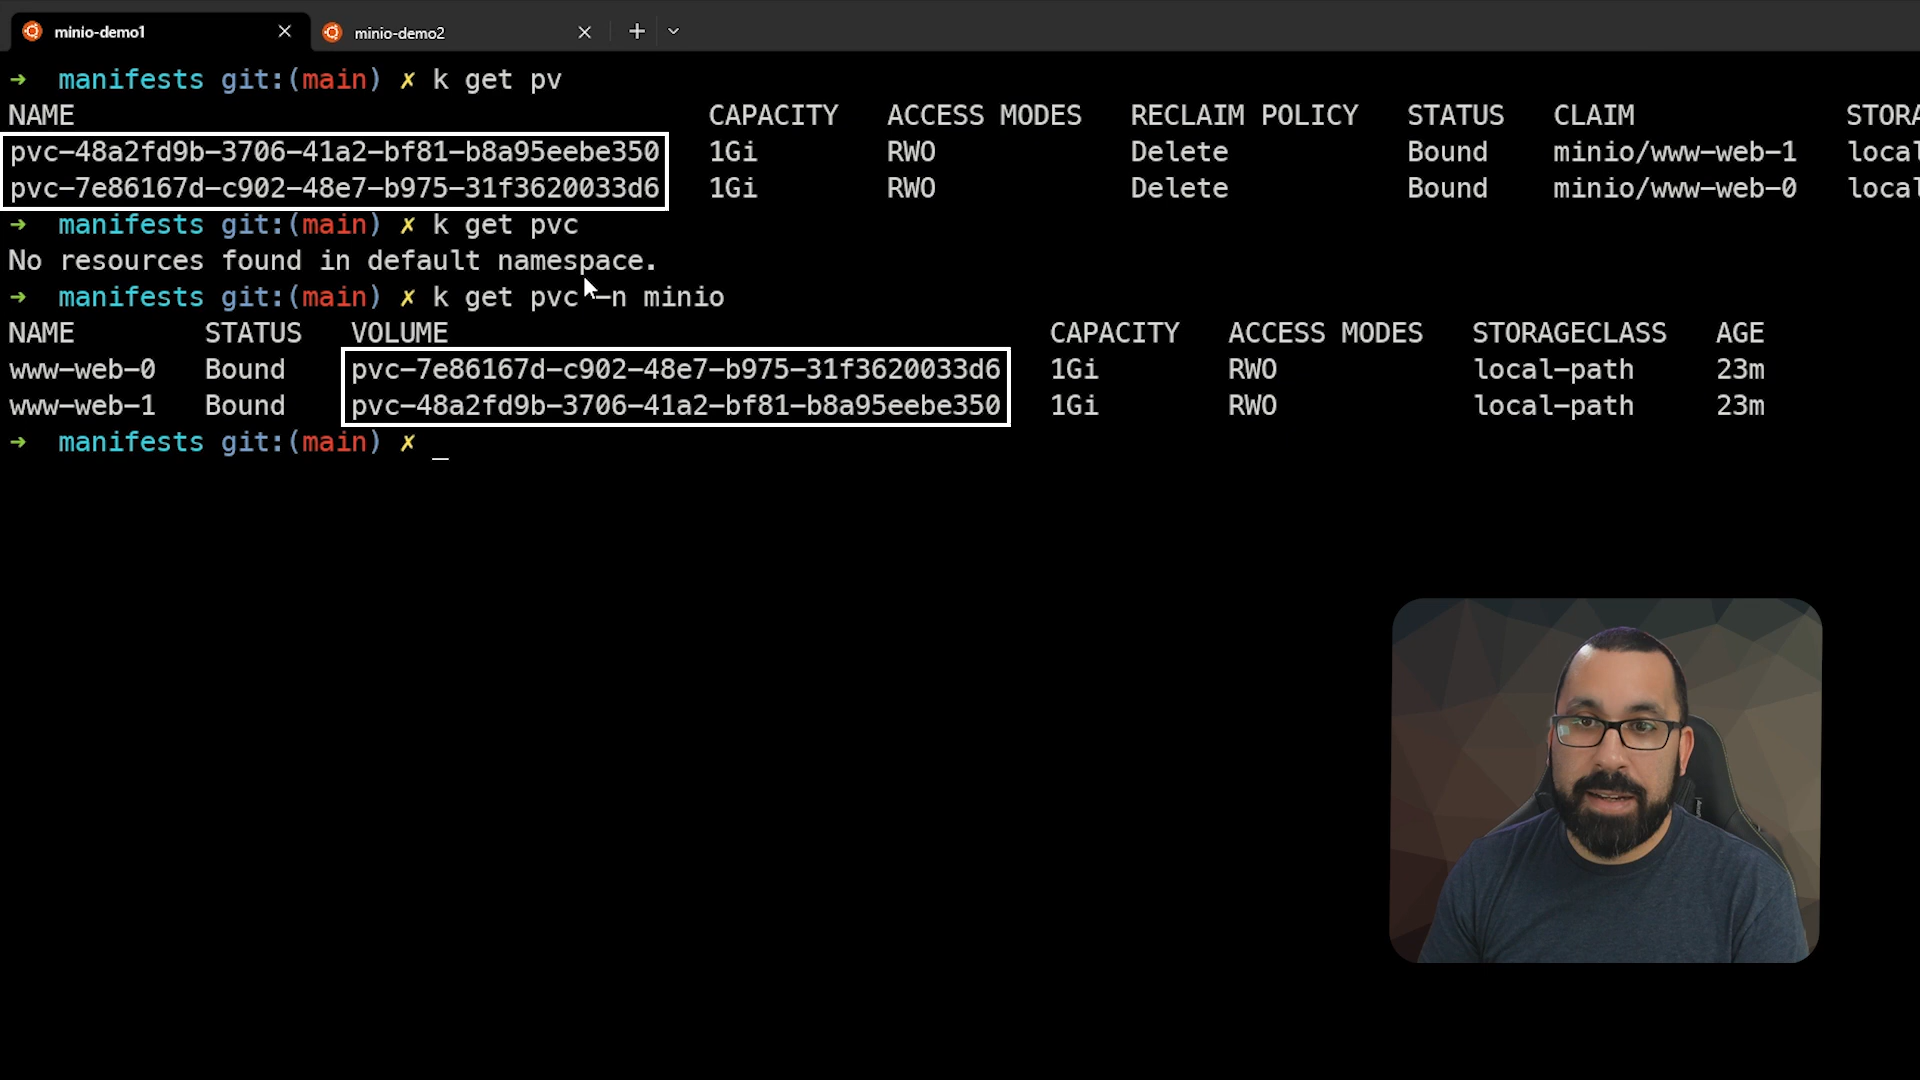 minio-demo1 minio-demo2
➜ manifests git:(main) ✗ k get pv
NAME CAPACITY ACCESS MODES RECLAIM POLICY STATUS CLAIM STORA
pvc-48a2fd9b-3706-41a2-bf81-b8a95eebe350 1Gi RWO Delete Bound minio/www-web-1 local
pvc-7e86167d-c902-48e7-b975-31f3620033d6 1Gi RWO Delete Bound minio/www-web-0 local
➜ manifests git:(main) ✗ k get pvc
No resources found in default namespace.
➜ manifests git:(main) ✗ k get pvc -n minio
NAME STATUS VOLUME CAPACITY ACCESS MODES STORAGECLASS AGE
www-web-0 Bound pvc-7e86167d-c902-48e7-b975-31f3620033d6 1Gi RWO local-path 23m
www-web-1 Bound pvc-48a2fd9b-3706-41a2-bf81-b8a95eebe350 1Gi RWO local-path 23m
➜ manifests git:(main) ✗ _